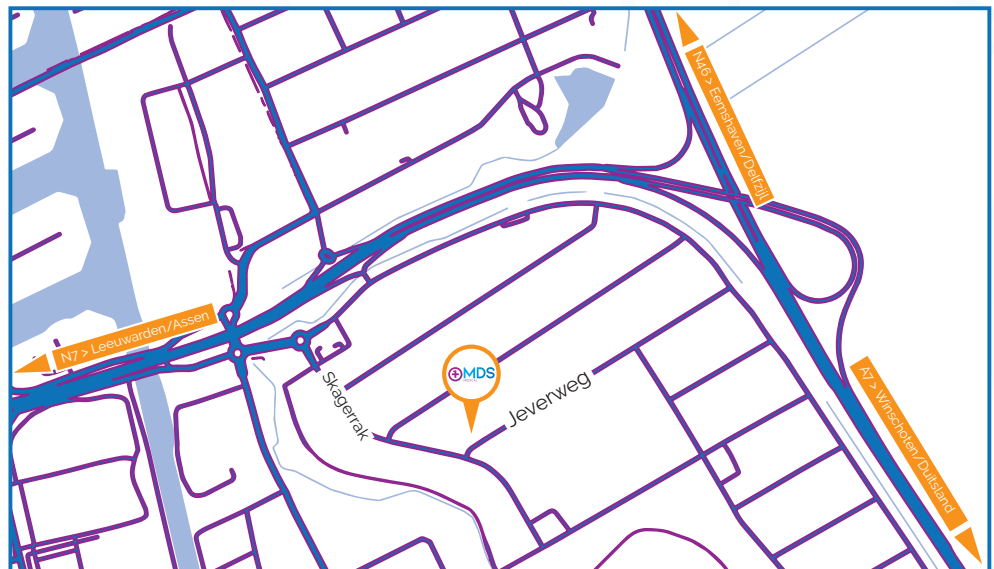 N46 > Eemshaven/Delfzijl
N7 > Leeuwarden/Assen
MDS
Skagerrak
Jeverweg
A7 > Winschoten/Duitsland